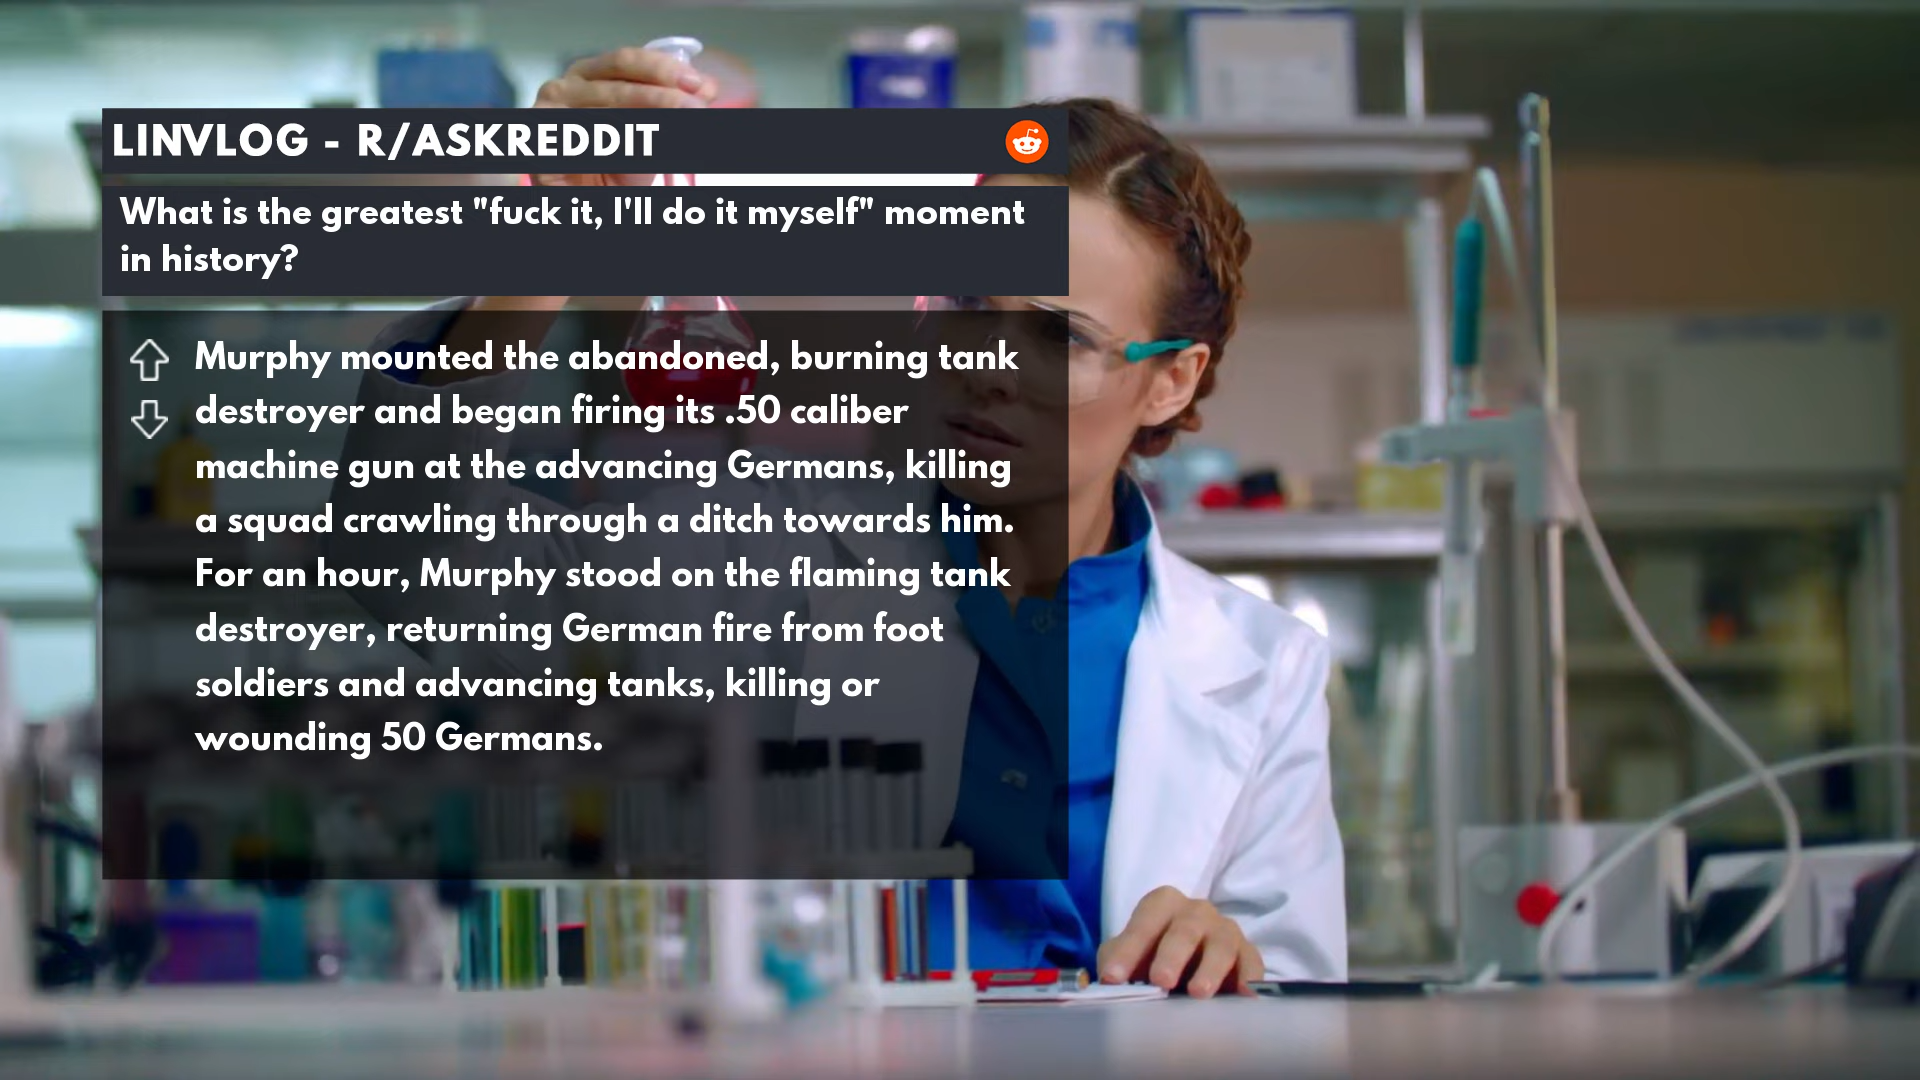 LINVLOG - R/ASKREDDIT
What is the greatest "fuck it, I'll do it myself" moment
in history?
Murphy mounted the abandoned, burning tank
destroyer and began firing its .50 caliber
machine gun at the advancing Germans, killing
a squad crawling through a ditch towards him.
For an hour, Murphy stood on the flaming tank
destroyer, returning German fire from foot
soldiers and advancing tanks, killing or
wounding 50 Germans.